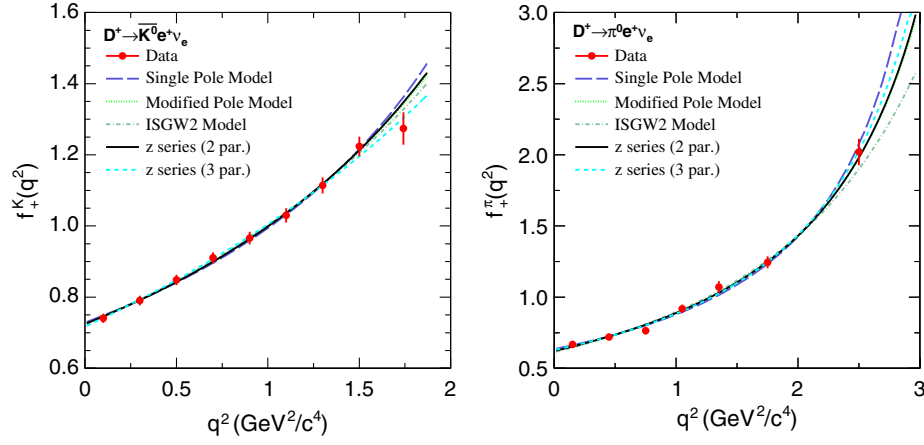 D⁺→K̅⁰e⁺νₑ
Data
Single Pole Model
Modified Pole Model
ISGW2 Model
z series (2 par.)
z series (3 par.)
f₊ᴷ(q²)
1.6
1.4
1.2
1.0
0.8
0.6
0
0.5
1
1.5
2
q² (GeV²/c⁴)
D⁺→π⁰e⁺νₑ
Data
Single Pole Model
Modified Pole Model
ISGW2 Model
z series (2 par.)
z series (3 par.)
f₊^π(q²)
3.0
2.5
2.0
1.5
1.0
0.5
0
1
2
3
q² (GeV²/c⁴)